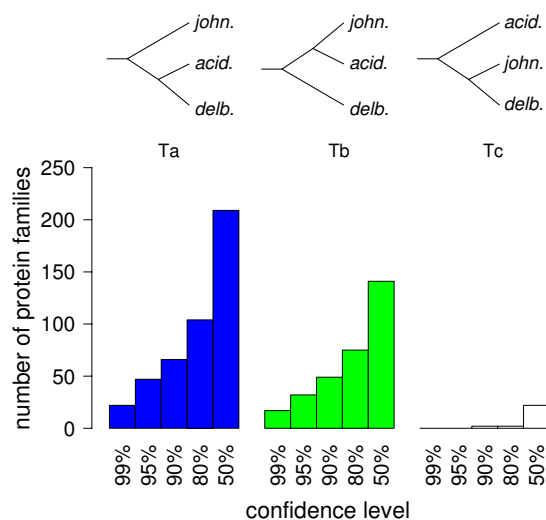 john.
acid.
delb.
john.
acid.
delb.
acid.
john.
delb.
Ta
Tb
Tc
number of protein families
250
200
150
100
50
0
99%
95%
90%
80%
50%
99%
95%
90%
80%
50%
99%
95%
90%
80%
50%
confidence level